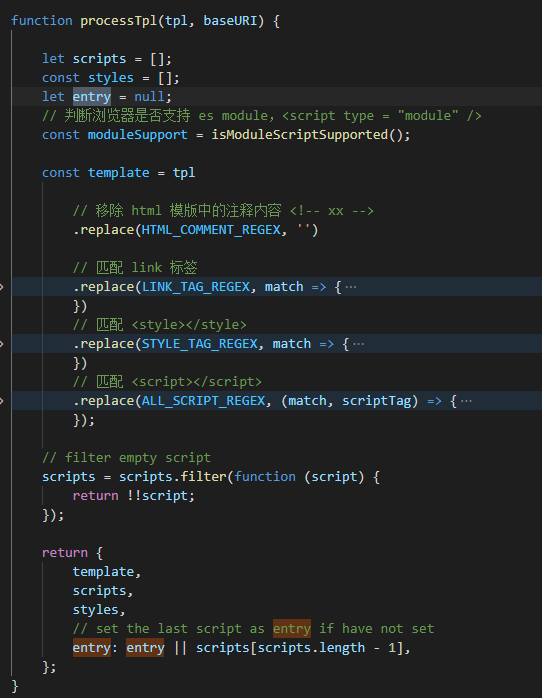 function processTpl(tpl, baseURI) {
let scripts = [];
const styles = [];
let entry = null;
// 判断浏览器是否支持 es module，<script type = "module" />
const moduleSupport = isModuleScriptSupported();
const template = tpl
// 移除 html 模版中的注释内容 <!-- xx -->
.replace(HTML_COMMENT_REGEX, '')
// 匹配 link 标签
.replace(LINK_TAG_REGEX, match => {…
})
// 匹配 <style></style>
.replace(STYLE_TAG_REGEX, match => {…
})
// 匹配 <script></script>
.replace(ALL_SCRIPT_REGEX, (match, scriptTag) => {…
});
// filter empty script
scripts = scripts.filter(function (script) {
return !!script;
});
return {
template,
scripts,
styles,
// set the last script as entry if have not set
entry: entry || scripts[scripts.length - 1],
};
}